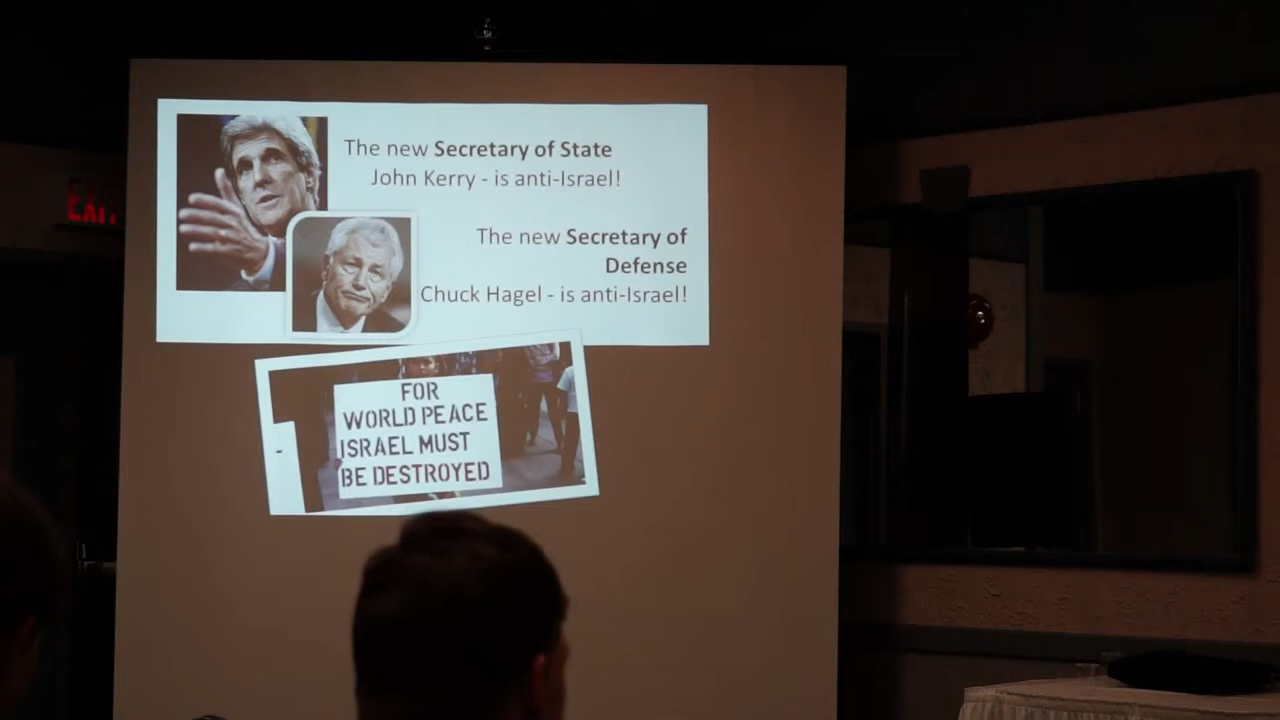 EXIT
The new Secretary of State
John Kerry - is anti-Israel!
The new Secretary of
Defense
Chuck Hagel - is anti-Israel!
FOR
WORLD PEACE
ISRAEL MUST
BE DESTROYED